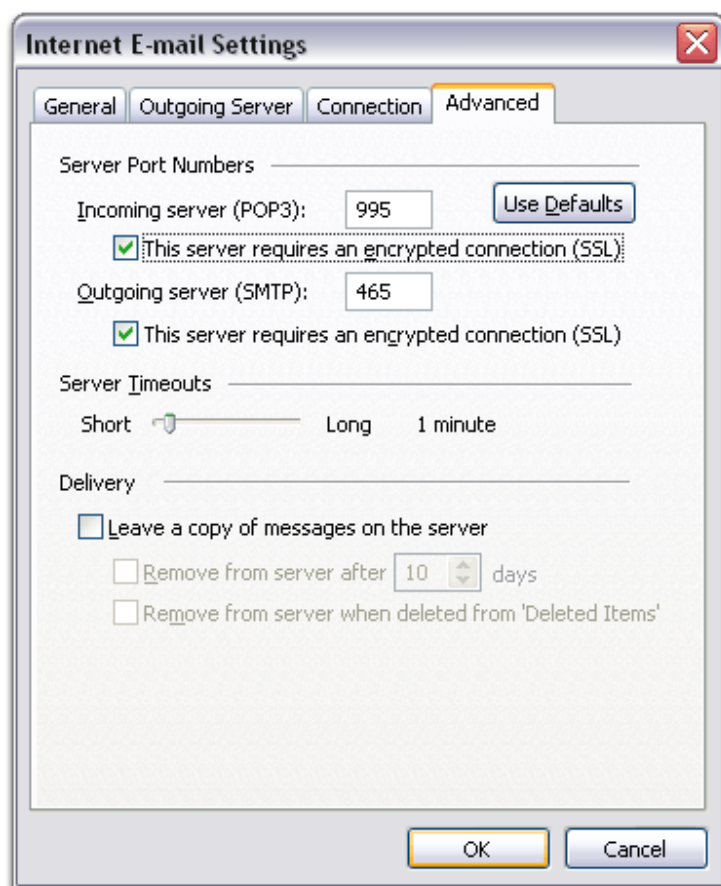 Internet E-mail Settings
General Outgoing Server Connection Advanced
Server Port Numbers
Incoming server (POP3): 995 Use Defaults
This server requires an encrypted connection (SSL)
Outgoing server (SMTP): 465
This server requires an encrypted connection (SSL)
Server Timeouts
Short Long 1 minute
Delivery
Leave a copy of messages on the server
Remove from server after 10 days
Remove from server when deleted from 'Deleted Items'
OK Cancel